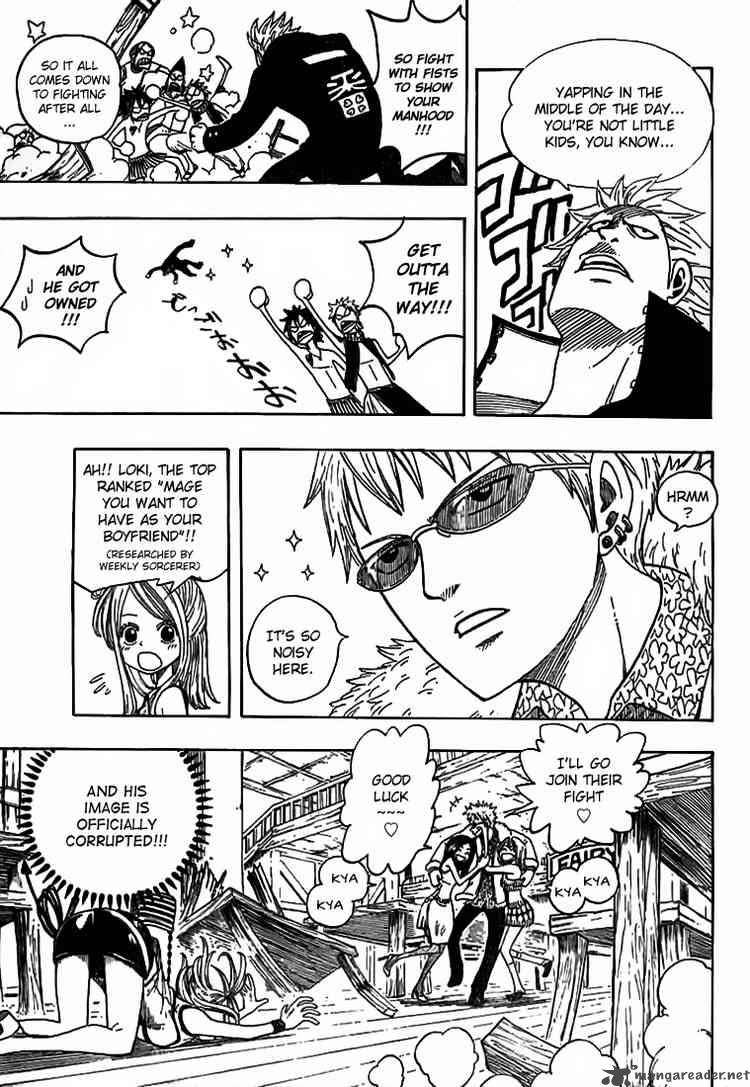 YAPPING IN THE
MIDDLE OF THE DAY...
YOU'RE NOT LITTLE
KIDS, YOU KNOW...
SO FIGHT
WITH FISTS
TO SHOW
YOUR
MANHOOD
!!!
SO IT ALL
COMES DOWN
TO FIGHTING
AFTER ALL
...
GET
OUTTA
THE
WAY!!!
AND
HE GOT
OWNED
!!!
HRMM
?
IT'S SO
NOISY
HERE.
AH!! LOKI, THE TOP
RANKED "MAGE
YOU WANT TO
HAVE AS YOUR
BOYFRIEND"!!
(RESEARCHED BY
WEEKLY SORCERER)
I'LL GO
JOIN THEIR
FIGHT
♡
GOOD
LUCK
~~~
♡
KYA
KYA
KYA
KYA
FAIRY
AND HIS
IMAGE IS
OFFICIALLY
CORRUPTED!!!
mangareader.net